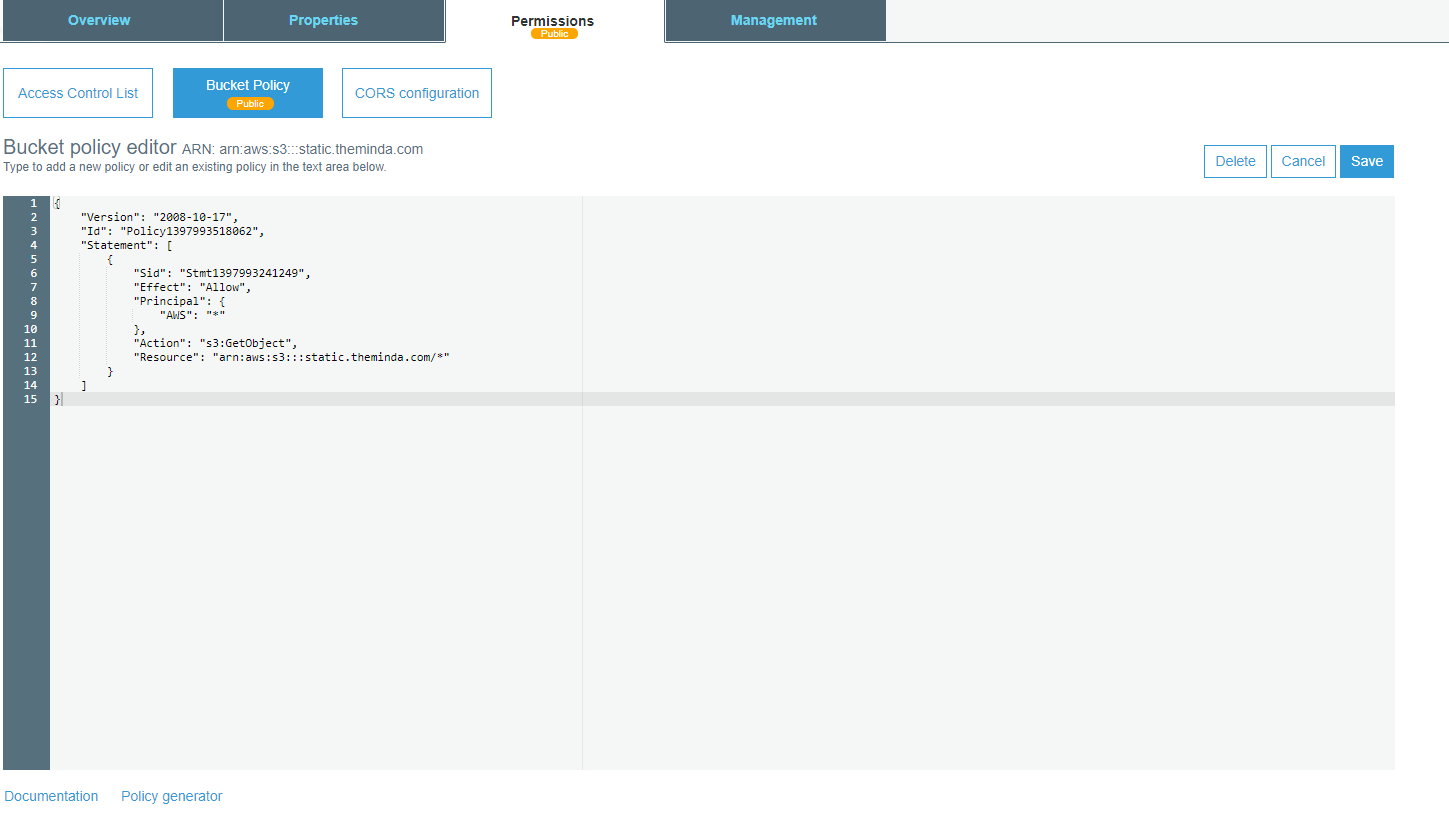 Overview Properties Permissions Management
Public
Access Control List Bucket Policy CORS configuration
Public
Bucket policy editor ARN: arn:aws:s3:::static.theminda.com
Type to add a new policy or edit an existing policy in the text area below.
Delete Cancel Save
1 {
2     "Version": "2008-10-17",
3     "Id": "Policy1397993518062",
4     "Statement": [
5         {
6             "Sid": "Stmt1397993241249",
7             "Effect": "Allow",
8             "Principal": {
9                 "AWS": "*"
10             },
11             "Action": "s3:GetObject",
12             "Resource": "arn:aws:s3:::static.theminda.com/*"
13         }
14     ]
15 }
Documentation Policy generator